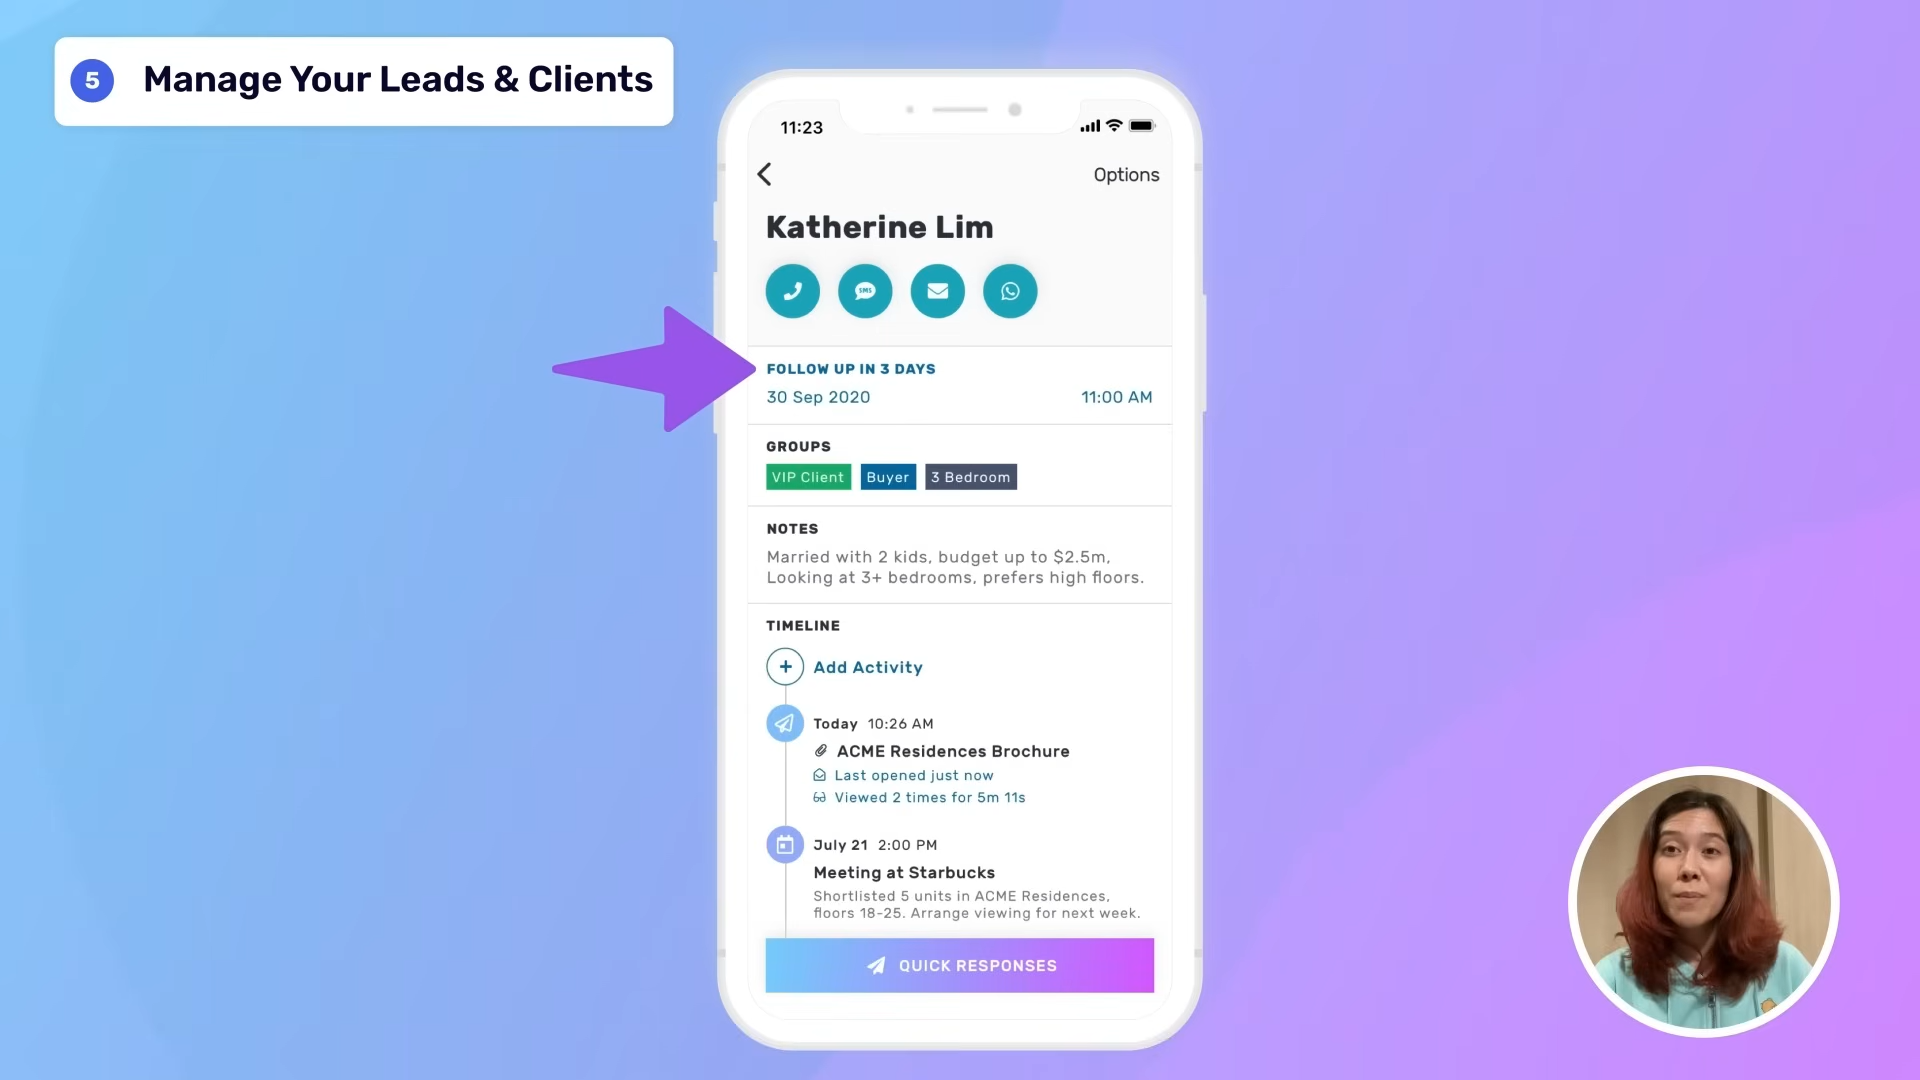 5 Manage Your Leads & Clients
11:23
Options
Katherine Lim
SMS
FOLLOW UP IN 3 DAYS
30 Sep 2020 11:00 AM
GROUPS
VIP Client Buyer 3 Bedroom
NOTES
Married with 2 kids, budget up to $2.5m,
Looking at 3+ bedrooms, prefers high floors.
TIMELINE
+ Add Activity
Today 10:26 AM
ACME Residences Brochure
Last opened just now
Viewed 2 times for 5m 11s
July 21 2:00 PM
Meeting at Starbucks
Shortlisted 5 units in ACME Residences,
floors 18-25. Arrange viewing for next week.
QUICK RESPONSES